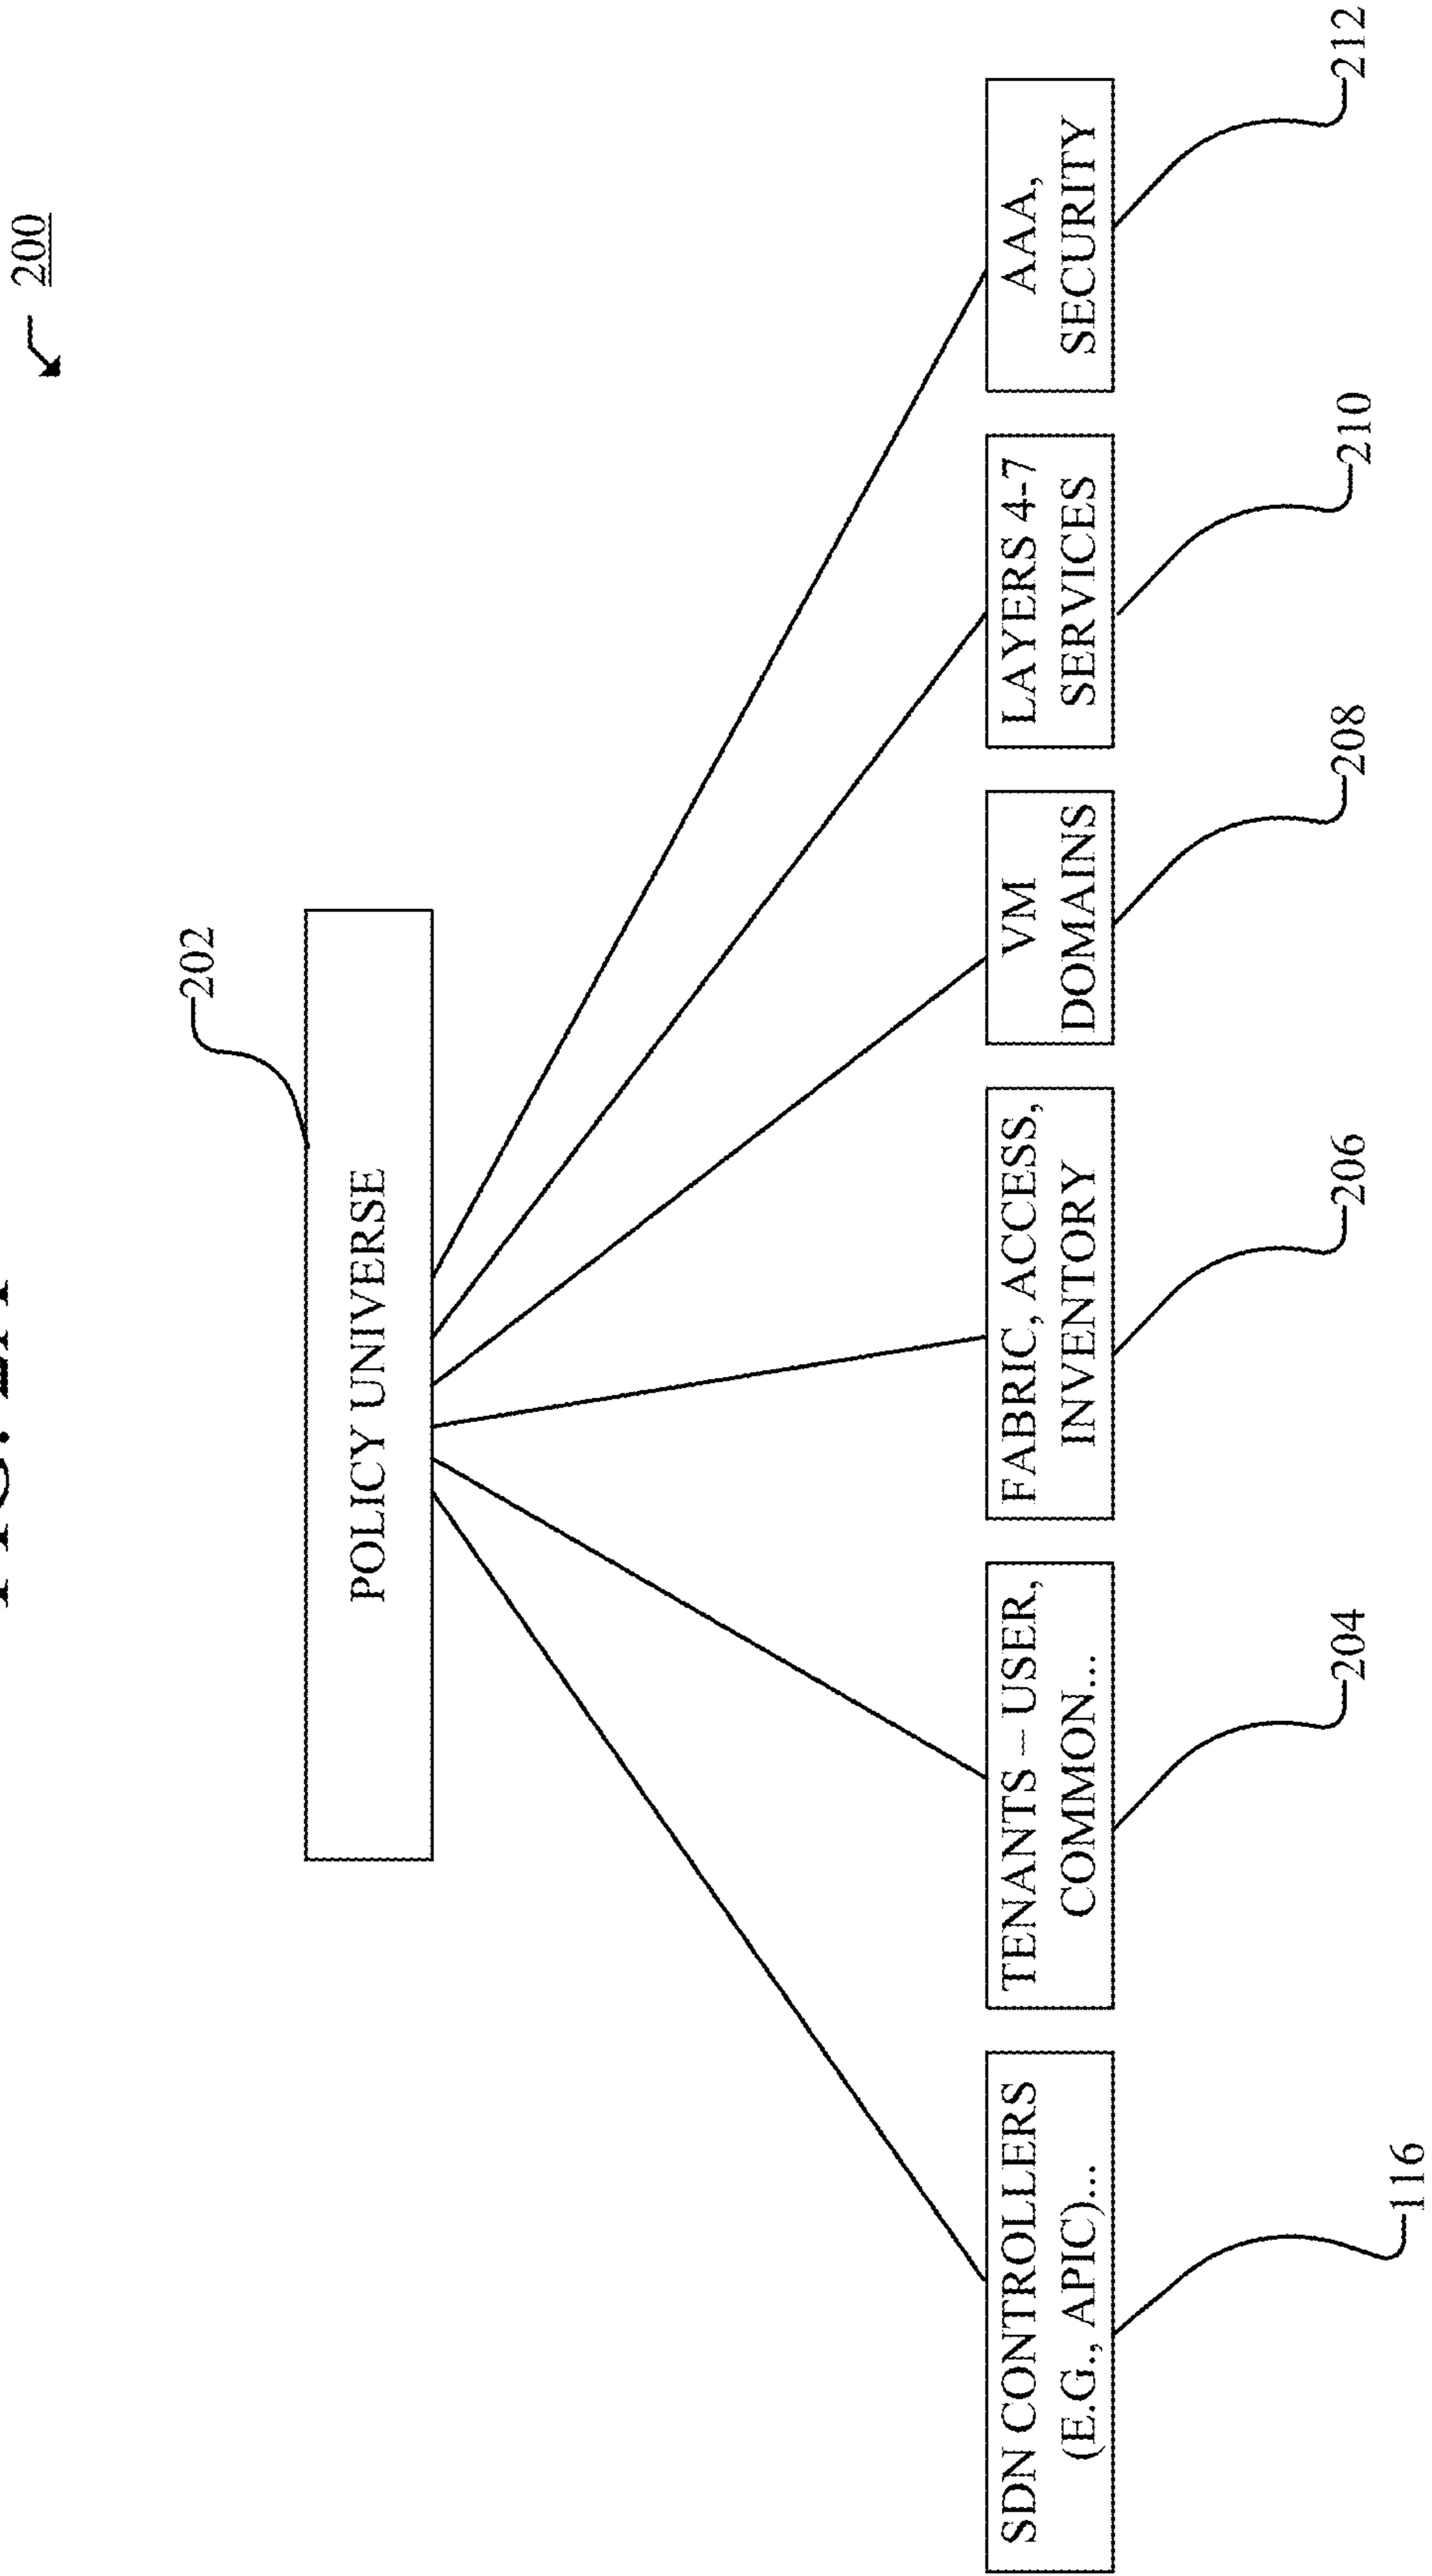 200
202
POLICY UNIVERSE
SDN CONTROLLERS
(E.G., APIC)...
TENANTS – USER,
COMMON...
FABRIC, ACCESS,
INVENTORY
VM
DOMAINS
LAYERS 4-7
SERVICES
AAA,
SECURITY
116
204
206
208
210
212